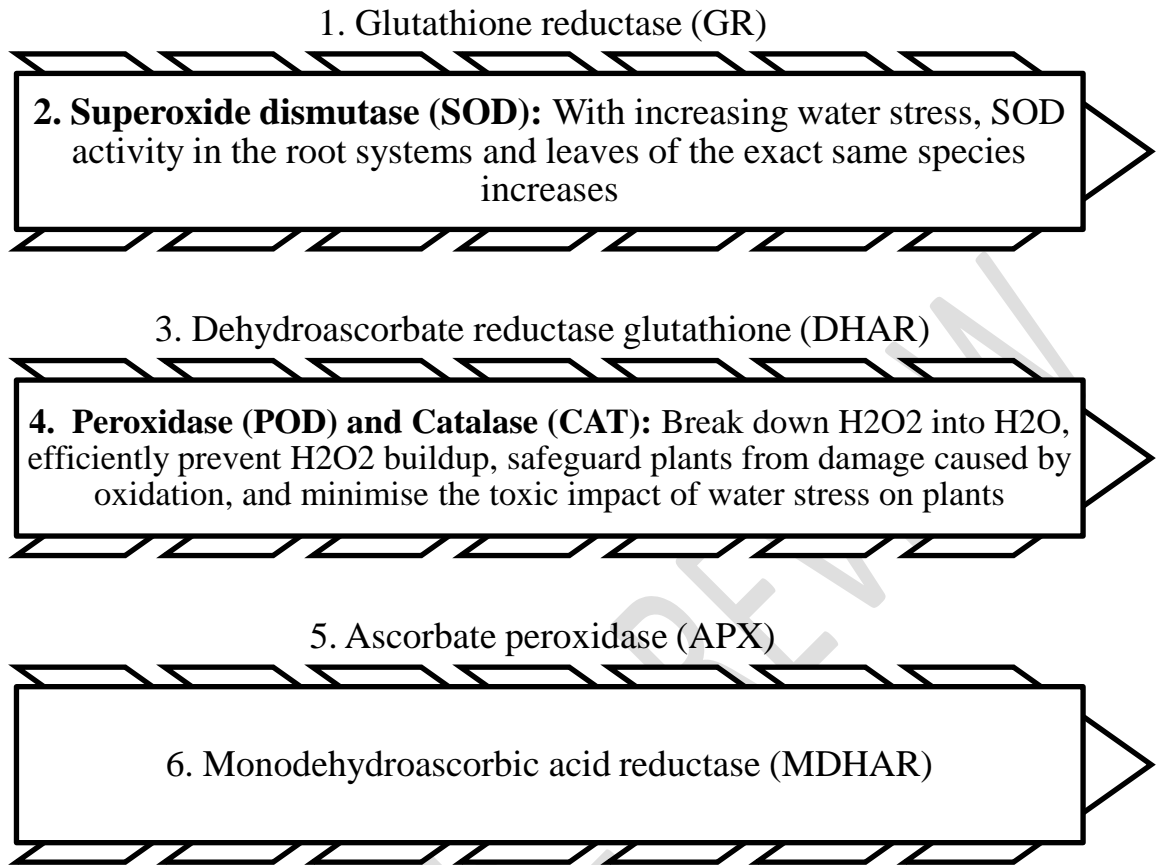 1. Glutathione reductase (GR)
2. Superoxide dismutase (SOD): With increasing water stress, SOD
activity in the root systems and leaves of the exact same species
increases
3. Dehydroascorbate reductase glutathione (DHAR)
4. Peroxidase (POD) and Catalase (CAT): Break down H2O2 into H2O,
efficiently prevent H2O2 buildup, safeguard plants from damage caused by
oxidation, and minimise the toxic impact of water stress on plants
5. Ascorbate peroxidase (APX)
6. Monodehydroascorbic acid reductase (MDHAR)